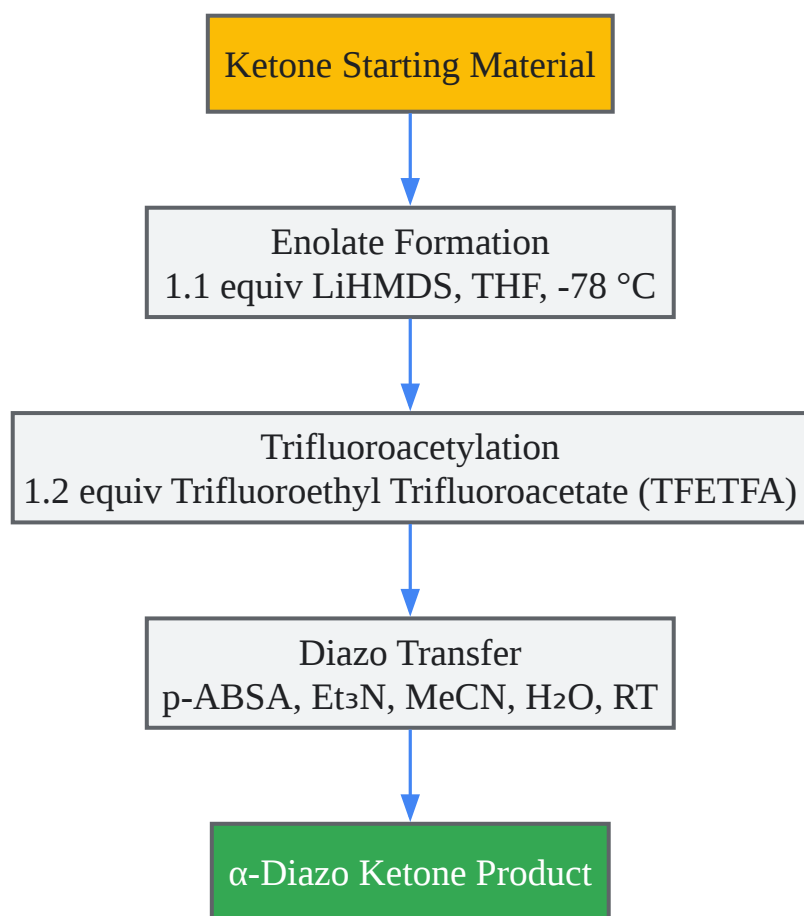 Ketone Starting Material
Enolate Formation
1.1 equiv LiHMDS, THF, -78 °C
Trifluoroacetylation
1.2 equiv Trifluoroethyl Trifluoroacetate (TFETFA)
Diazo Transfer
p-ABSA, Et₃N, MeCN, H₂O, RT
α-Diazo Ketone Product